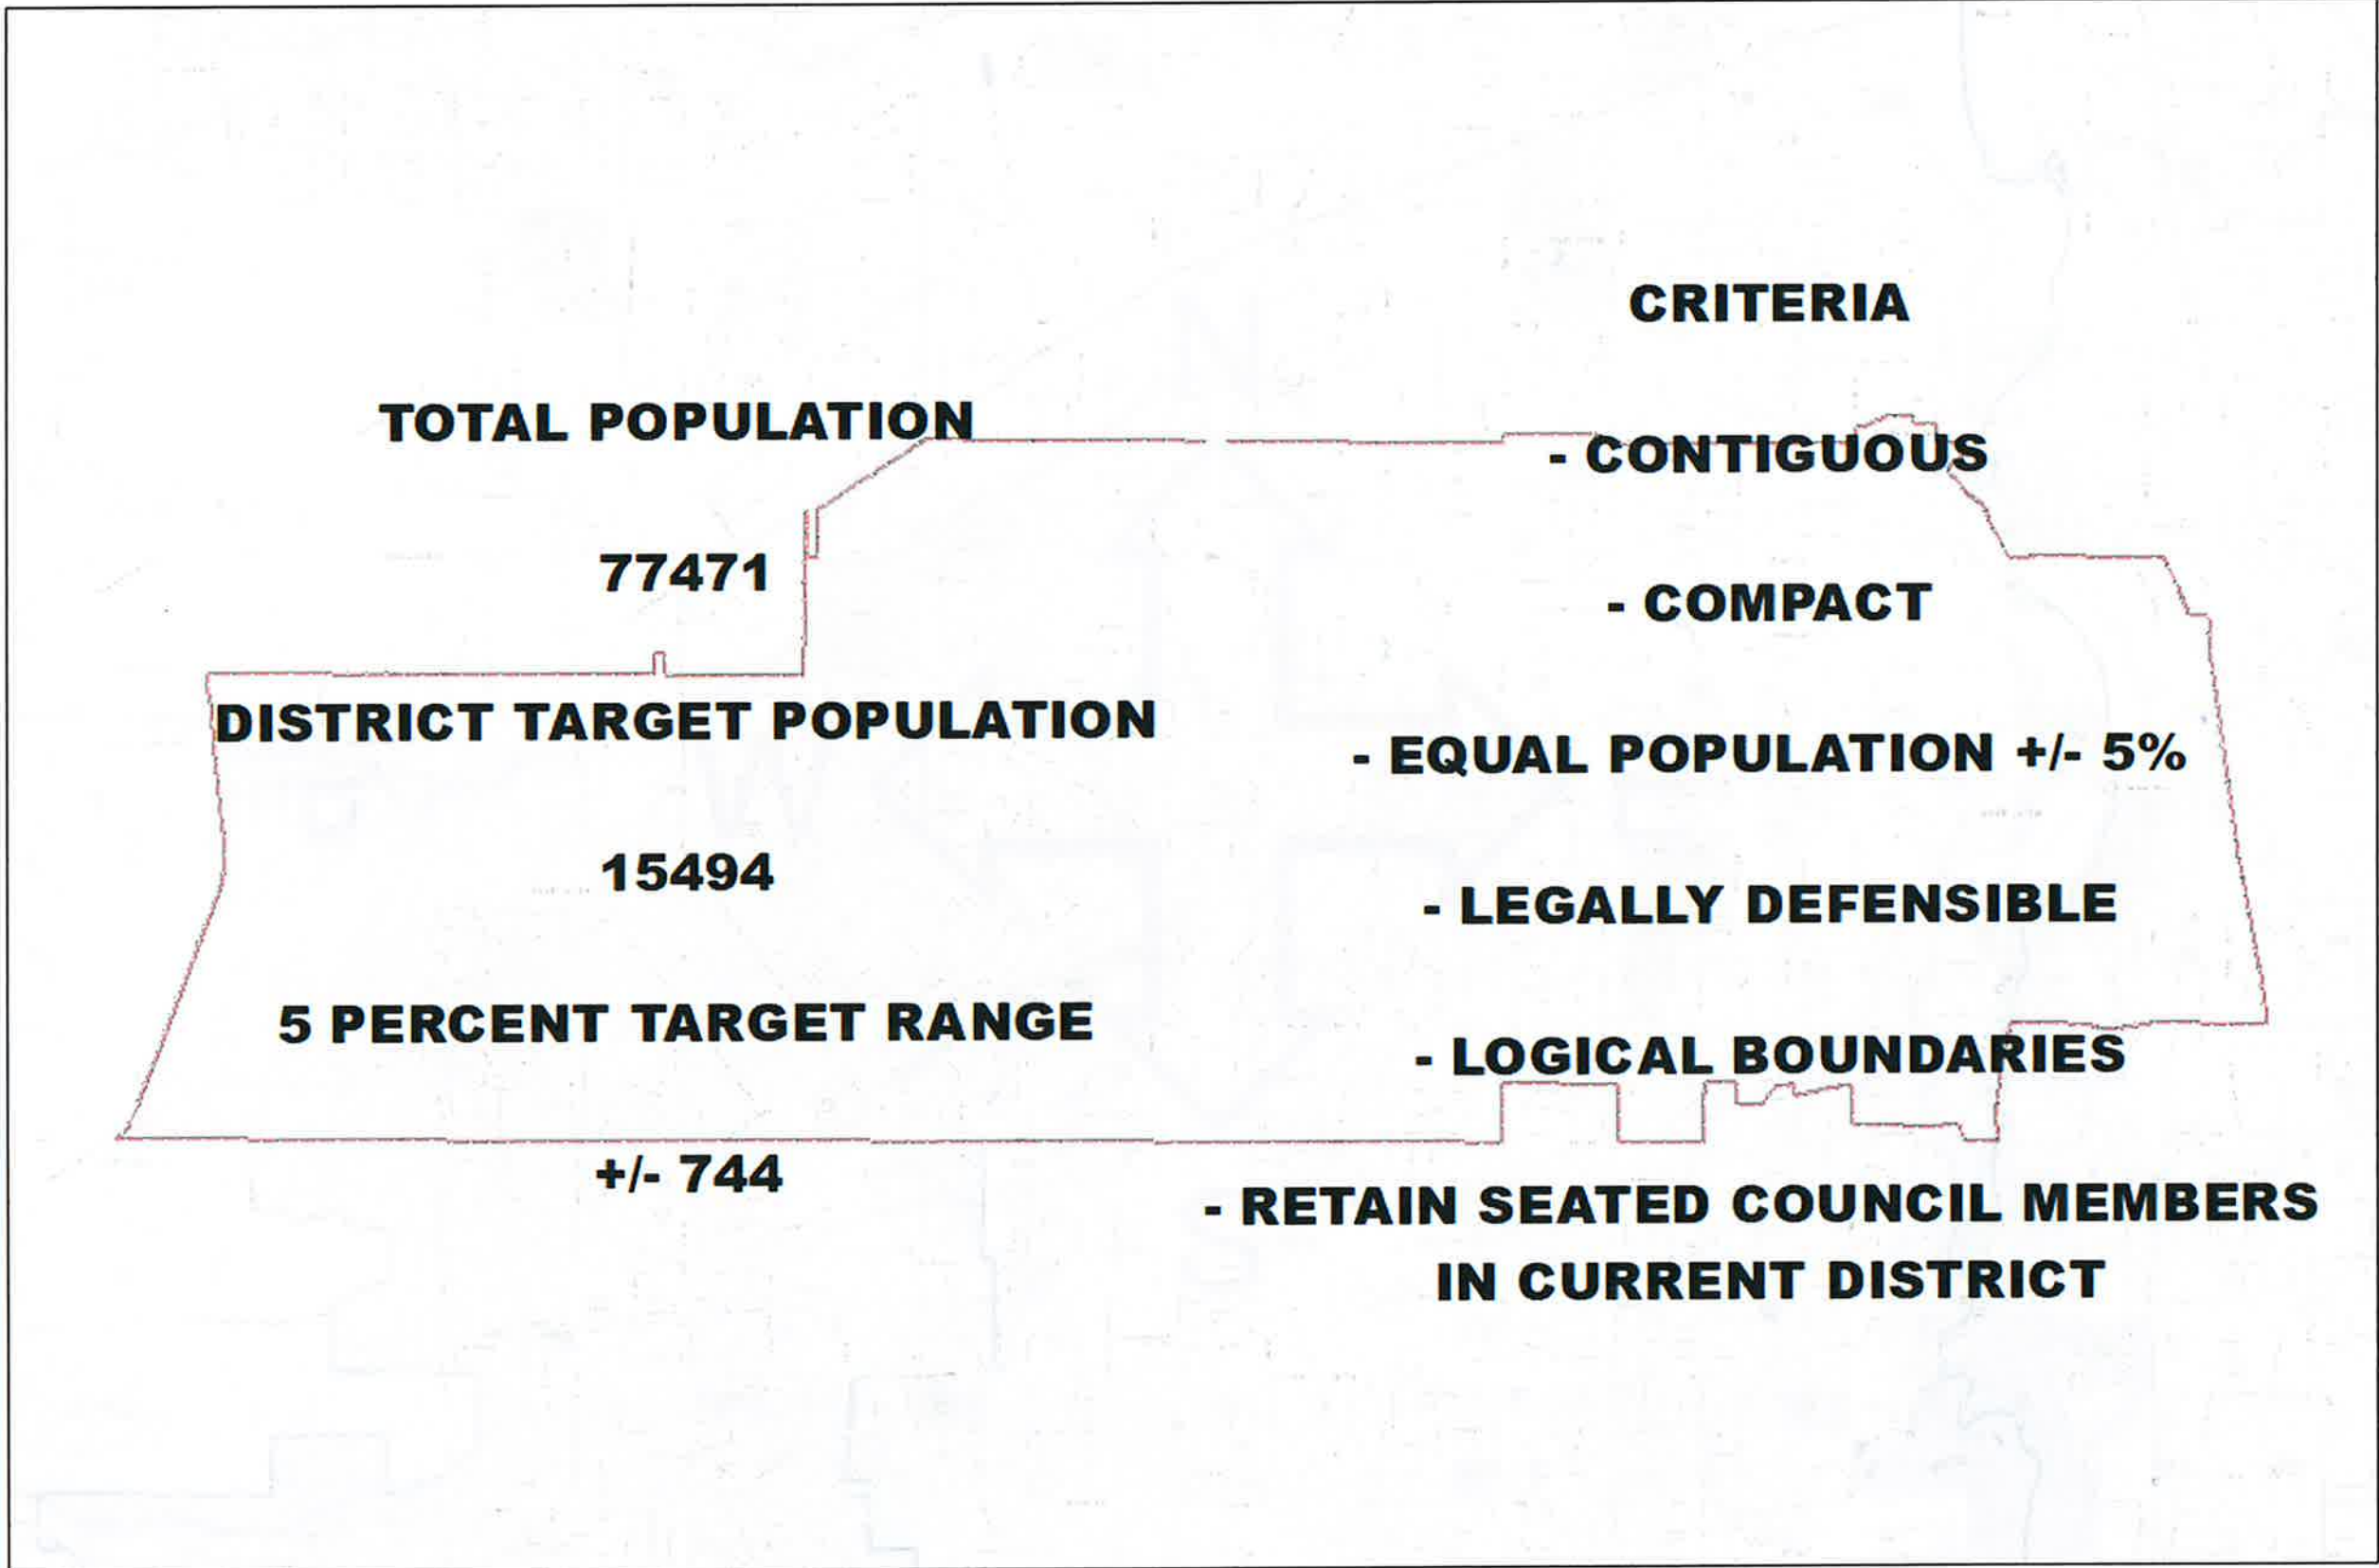 TOTAL POPULATION
77471
DISTRICT TARGET POPULATION
15494
5 PERCENT TARGET RANGE
+/- 744
CRITERIA
- CONTIGUOUS
- COMPACT
- EQUAL POPULATION +/- 5%
- LEGALLY DEFENSIBLE
- LOGICAL BOUNDARIES
- RETAIN SEATED COUNCIL MEMBERS
IN CURRENT DISTRICT